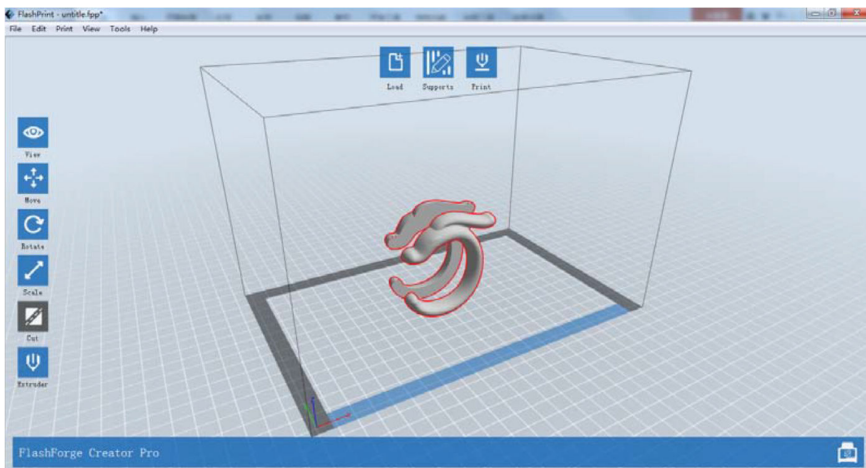 FlashPrint - untitle.fpp*
File Edit Print View Tools Help
Load Supports Print
View
Move
Rotate
Scale
Cut
Extruder
FlashForge Creator Pro